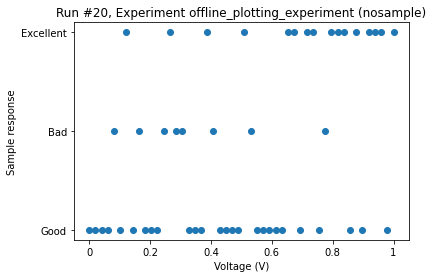 Run #20, Experiment offline_plotting_experiment (nosample)
Excellent
Bad
Good
Sample response
0
0.2
0.4
0.6
0.8
1
Voltage (V)